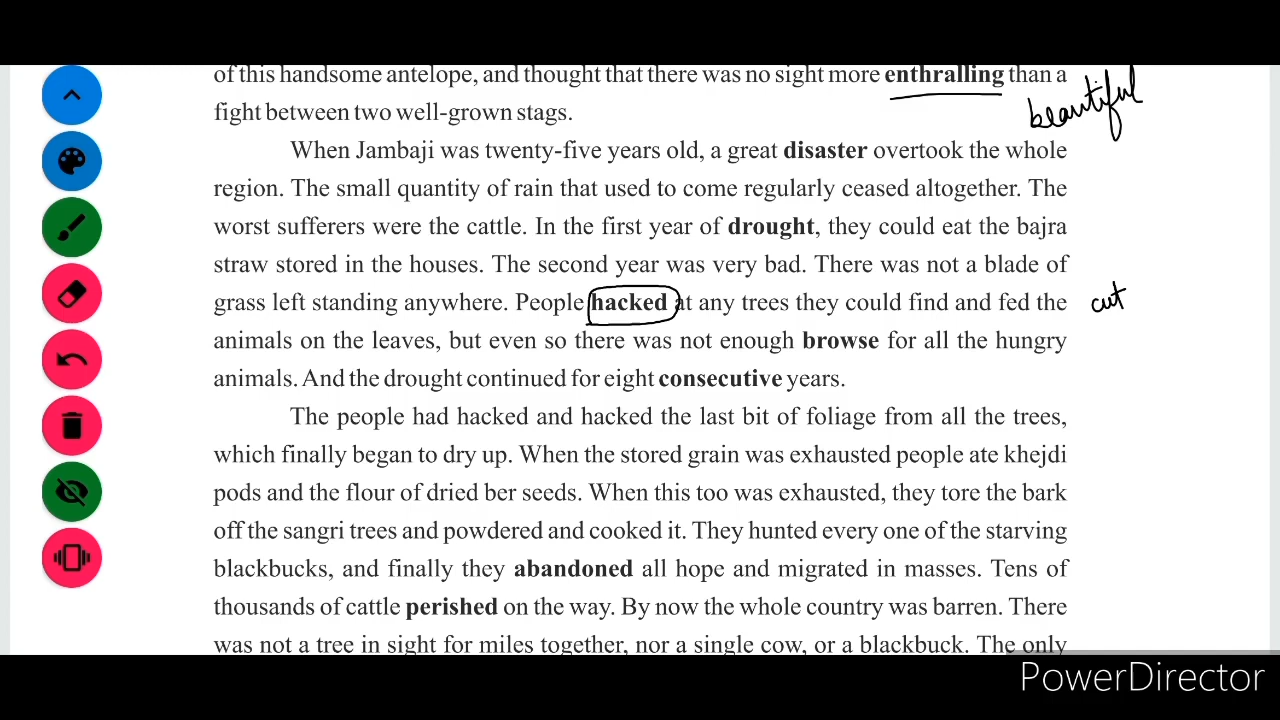 of this handsome antelope, and thought that there was no sight more enthralling than a
beautiful
fight between two well-grown stags.
When Jambaji was twenty-five years old, a great disaster overtook the whole
region. The small quantity of rain that used to come regularly ceased altogether. The
worst sufferers were the cattle. In the first year of drought, they could eat the bajra
straw stored in the houses. The second year was very bad. There was not a blade of
grass left standing anywhere. People hacked at any trees they could find and fed the
cut
animals on the leaves, but even so there was not enough browse for all the hungry
animals. And the drought continued for eight consecutive years.
The people had hacked and hacked the last bit of foliage from all the trees,
which finally began to dry up. When the stored grain was exhausted people ate khejdi
pods and the flour of dried ber seeds. When this too was exhausted, they tore the bark
off the sangri trees and powdered and cooked it. They hunted every one of the starving
blackbucks, and finally they abandoned all hope and migrated in masses. Tens of
thousands of cattle perished on the way. By now the whole country was barren. There
was not a tree in sight for miles together, nor a single cow, or a blackbuck. The only
PowerDirector